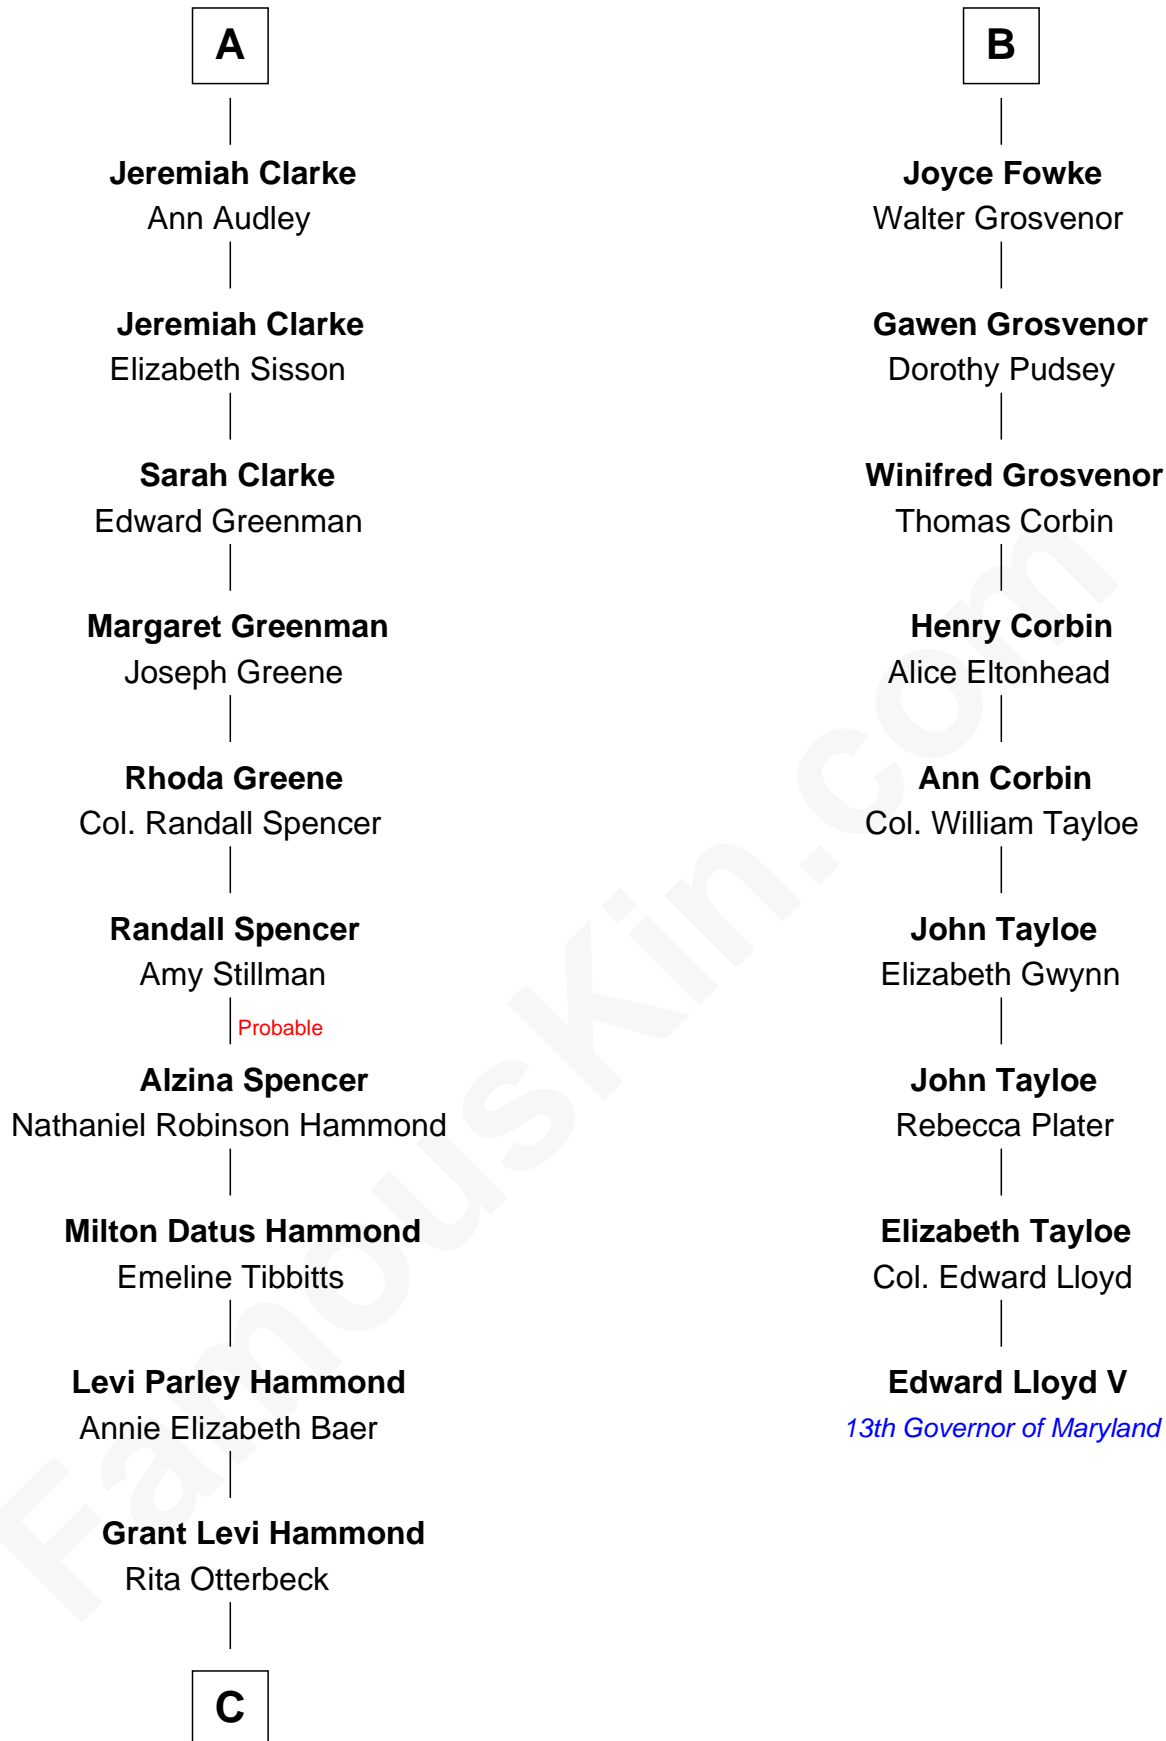 A
Jeremiah Clarke
Ann Audley
Jeremiah Clarke
Elizabeth Sisson
Sarah Clarke
Edward Greenman
Margaret Greenman
Joseph Greene
Rhoda Greene
Col. Randall Spencer
Randall Spencer
Amy Stillman
Probable
Alzina Spencer
Nathaniel Robinson Hammond
Milton Datus Hammond
Emeline Tibbitts
Levi Parley Hammond
Annie Elizabeth Baer
Grant Levi Hammond
Rita Otterbeck
C
B
Joyce Fowke
Walter Grosvenor
Gawen Grosvenor
Dorothy Pudsey
Winifred Grosvenor
Thomas Corbin
Henry Corbin
Alice Eltonhead
Ann Corbin
Col. William Tayloe
John Tayloe
Elizabeth Gwynn
John Tayloe
Rebecca Plater
Elizabeth Tayloe
Col. Edward Lloyd
Edward Lloyd V
13th Governor of Maryland
FamousKin.com